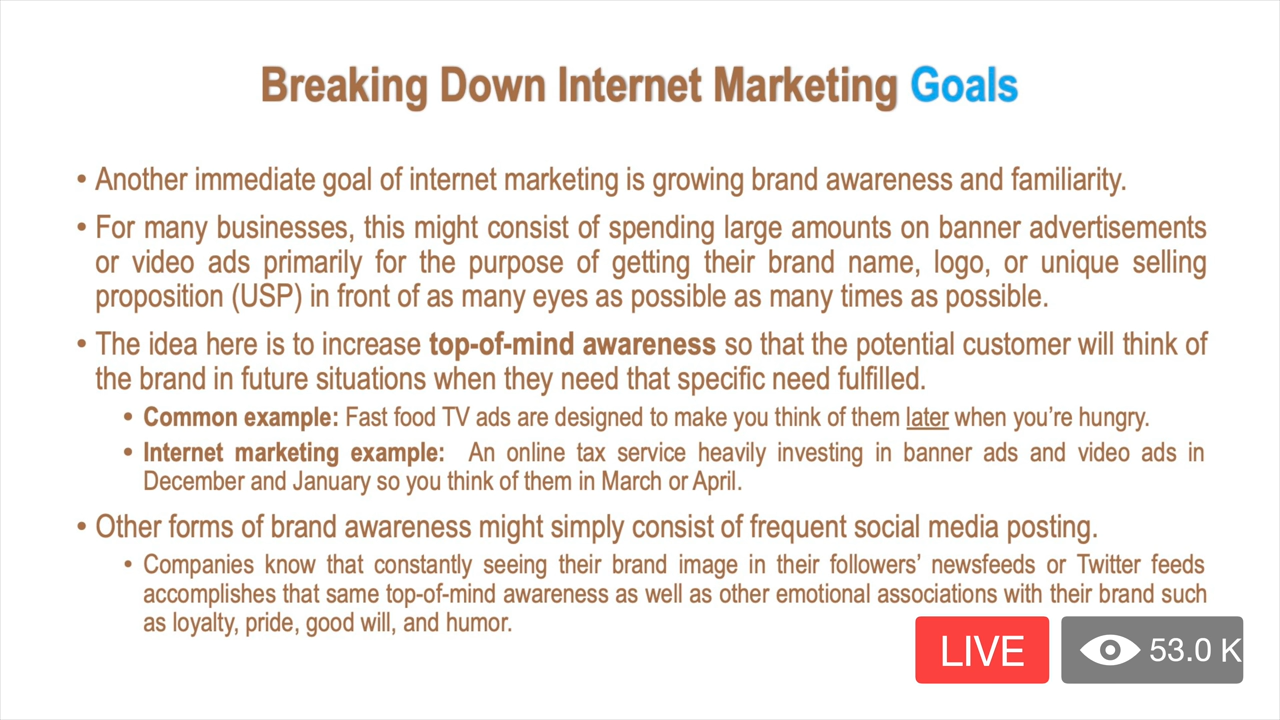 Breaking Down Internet Marketing Goals
• Another immediate goal of internet marketing is growing brand awareness and familiarity.
• For many businesses, this might consist of spending large amounts on banner advertisements
or video ads primarily for the purpose of getting their brand name, logo, or unique selling
proposition (USP) in front of as many eyes as possible as many times as possible.
• The idea here is to increase top-of-mind awareness so that the potential customer will think of
the brand in future situations when they need that specific need fulfilled.
• Common example: Fast food TV ads are designed to make you think of them later when you’re hungry.
• Internet marketing example: An online tax service heavily investing in banner ads and video ads in
December and January so you think of them in March or April.
• Other forms of brand awareness might simply consist of frequent social media posting.
• Companies know that constantly seeing their brand image in their followers’ newsfeeds or Twitter feeds
accomplishes that same top-of-mind awareness as well as other emotional associations with their brand such
as loyalty, pride, good will, and humor.
LIVE
53.0 K